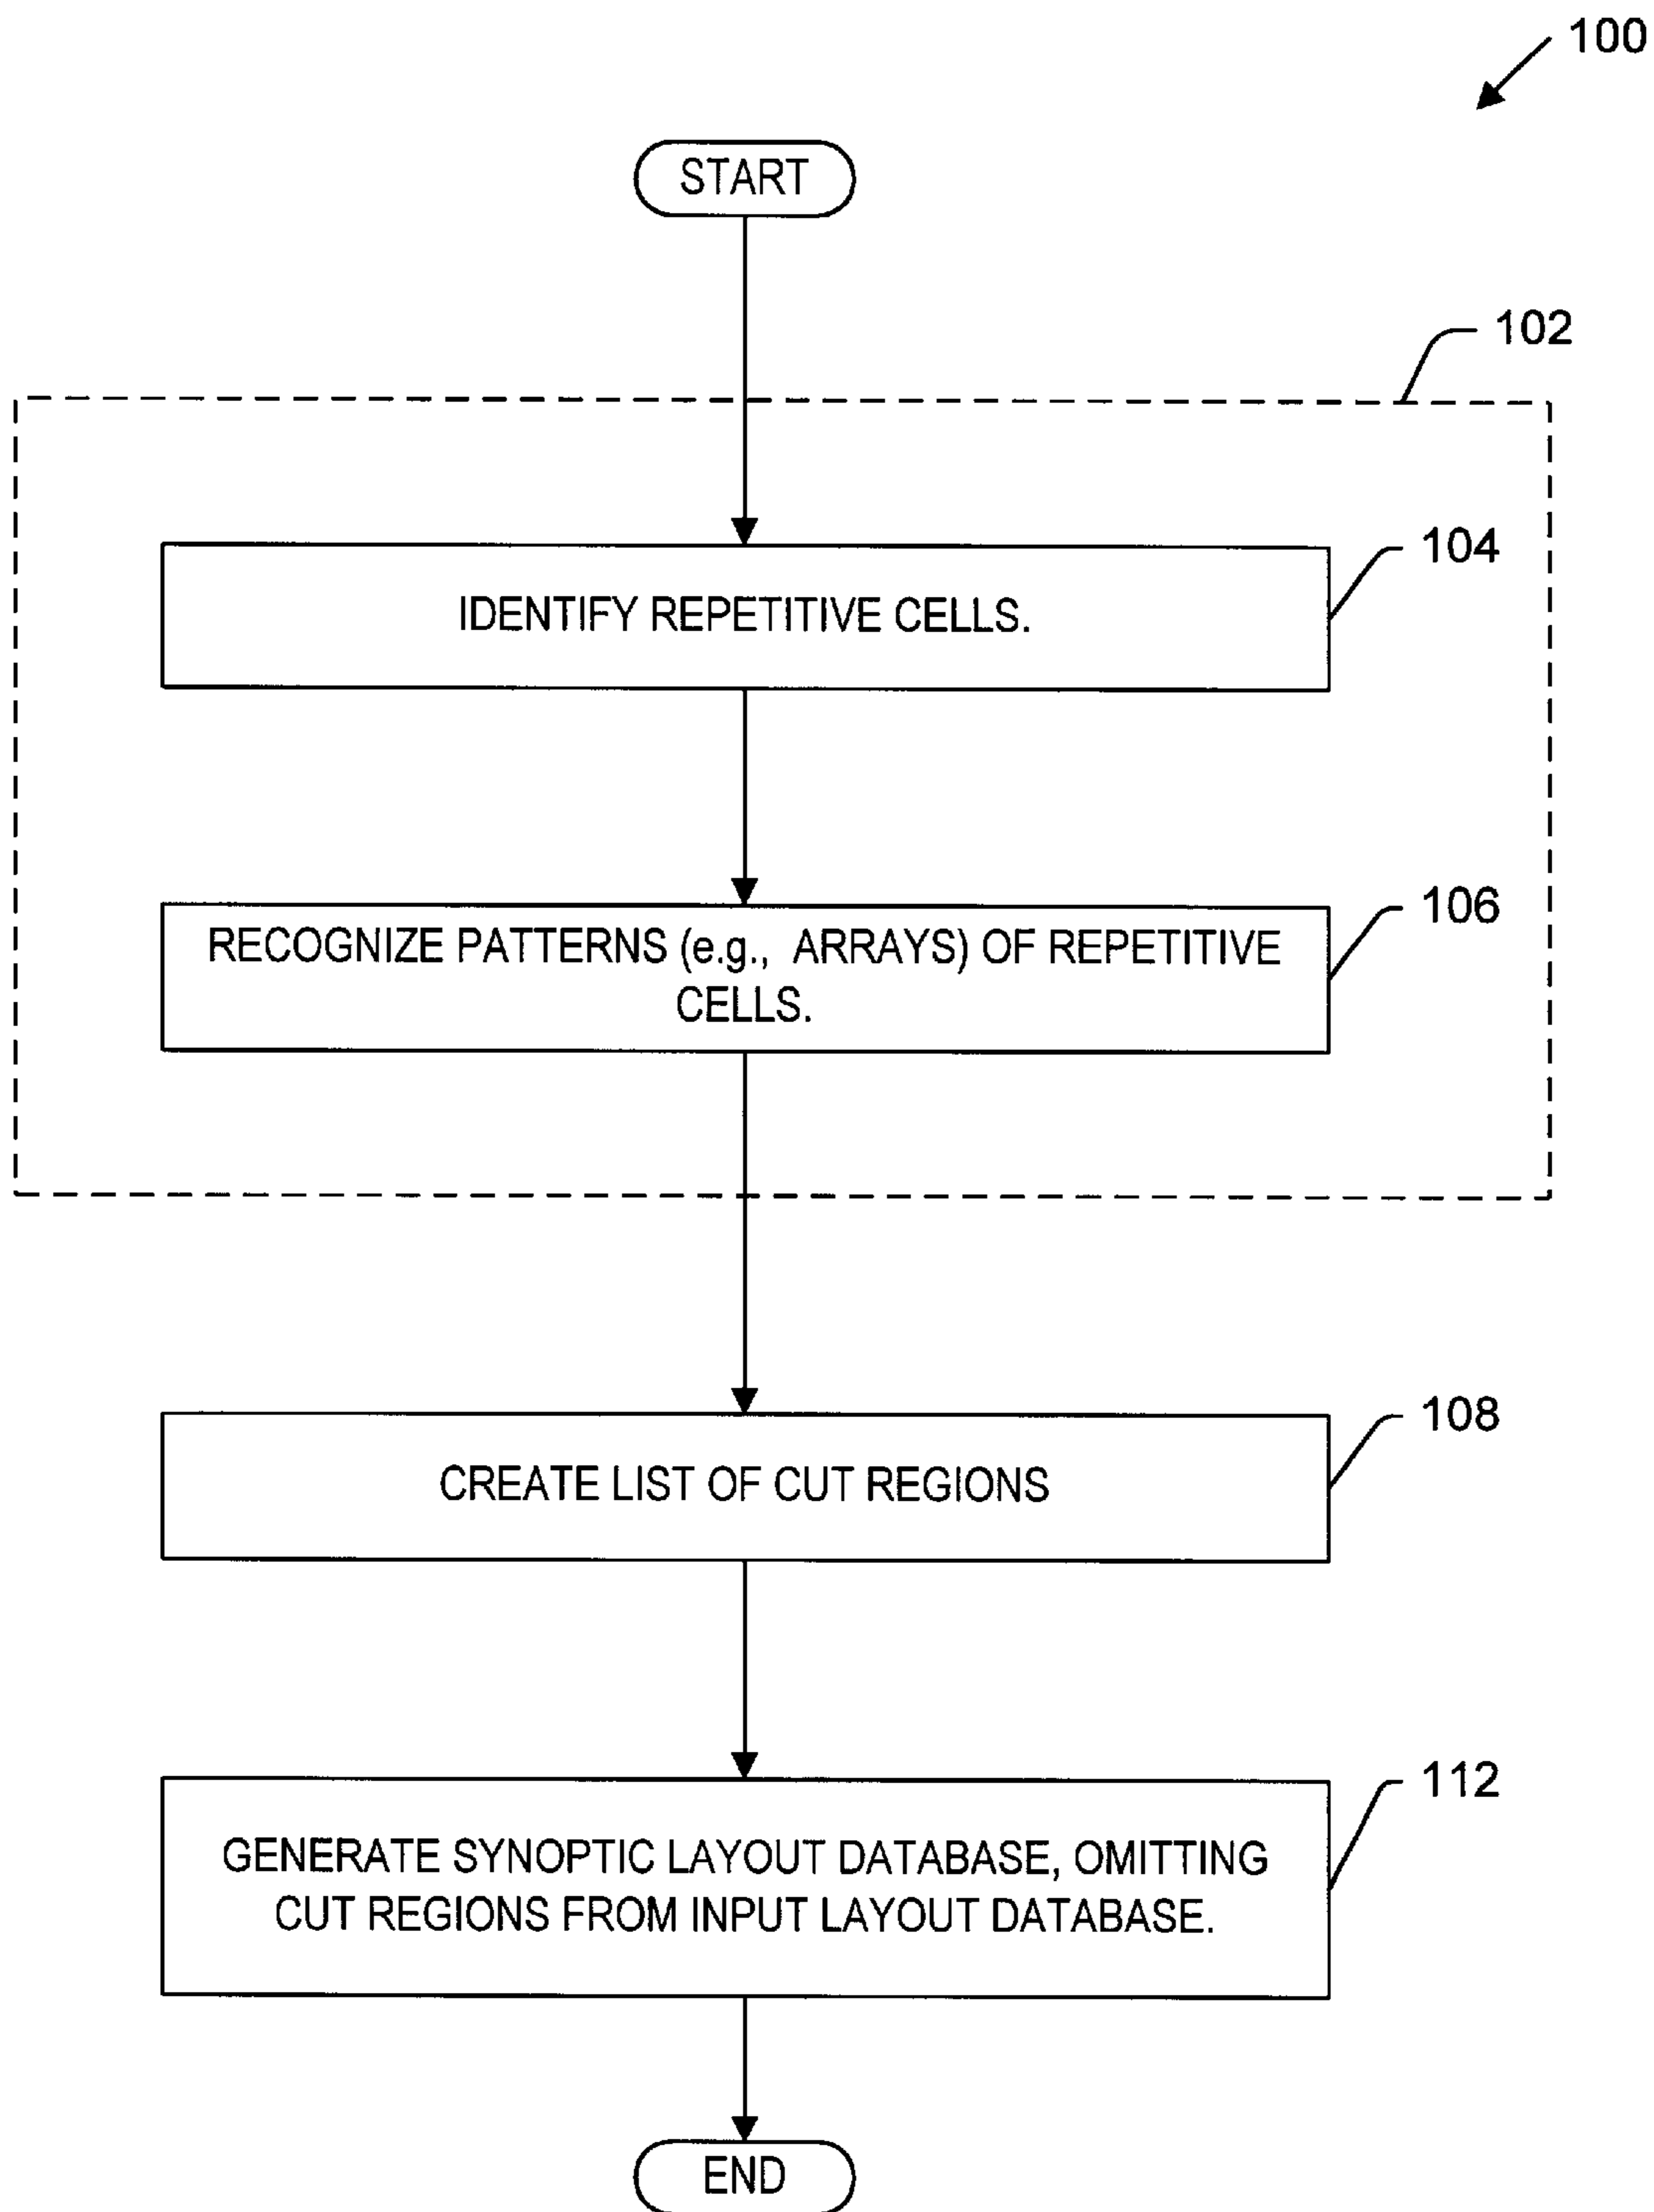 100
START
102
IDENTIFY REPETITIVE CELLS.
104
RECOGNIZE PATTERNS (e.g., ARRAYS) OF REPETITIVE
CELLS.
106
CREATE LIST OF CUT REGIONS
108
GENERATE SYNOPTIC LAYOUT DATABASE, OMITTING
CUT REGIONS FROM INPUT LAYOUT DATABASE.
112
END